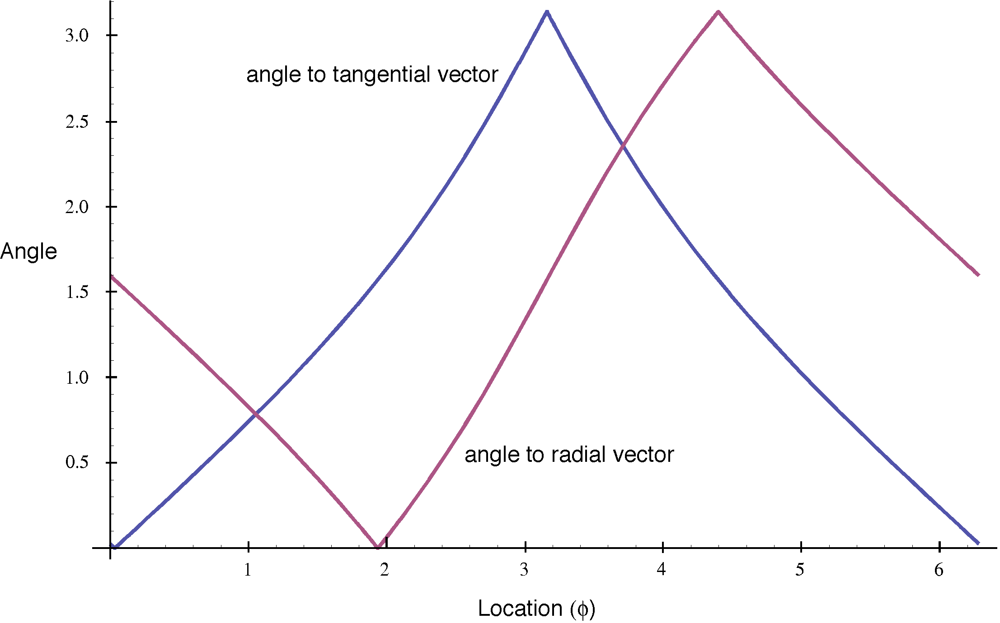 3.0
angle to tangential vector
2.5
2.0
Angle
1.5
1.0
angle to radial vector
0.5
1 2 3 4 5 6
Location (ϕ)